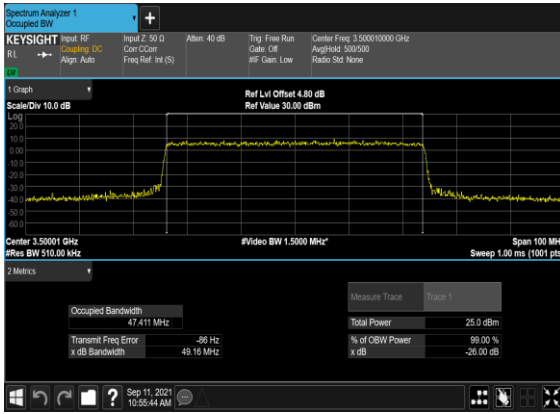 Spectrum Analyzer 1
Occupied BW
KEYSIGHT
RL
Input: RF
Coupling: DC
Align: Auto
Input Z: 50 Ω
Corr CCorr
Freq Ref: Int (S)
Atten: 40 dB
Trig: Free Run
Gate: Off
#IF Gain: Low
Center Freq: 3.500010000 GHz
Avg|Hold: 500/500
Radio Std: None
1 Graph
Scale/Div 10.0 dB
Ref Lvl Offset 4.80 dB
Ref Value 30.00 dBm
Log
20.0
10.0
0.00
-10.0
-20.0
-30.0
-40.0
-50.0
-60.0
Center 3.50001 GHz
#Res BW 510.00 kHz
#Video BW 1.5000 MHz*
Span 100 MH
Sweep 1.00 ms (1001 pts
2 Metrics
Measure Trace
Trace 1
Occupied Bandwidth
47.411 MHz
Total Power
25.0 dBm
Transmit Freq Error
-86 Hz
% of OBW Power
99.00 %
x dB Bandwidth
49.16 MHz
x dB
-26.00 dB
?
Sep 11, 2021
10:55:44 AM